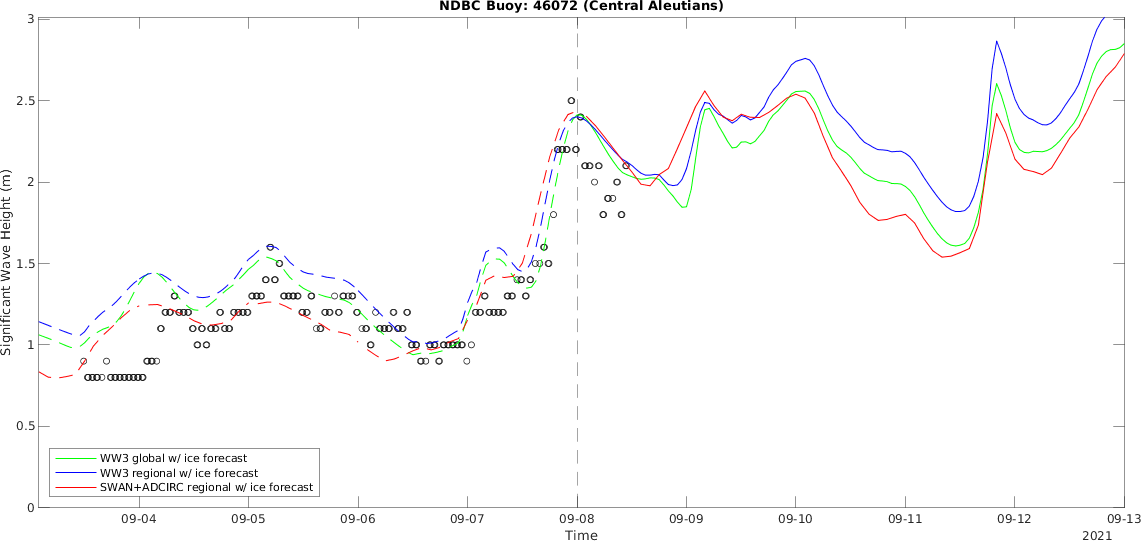 NDBC Buoy: 46072 (Central Aleutians)
3
2.5
2
1.5
1
0.5
0
Significant Wave Height (m)
WW3 global w/ ice forecast
WW3 regional w/ ice forecast
SWAN+ADCIRC regional w/ ice forecast
09-04 09-05 09-06 09-07 09-08 09-09 09-10 09-11 09-12 09-13
Time
2021